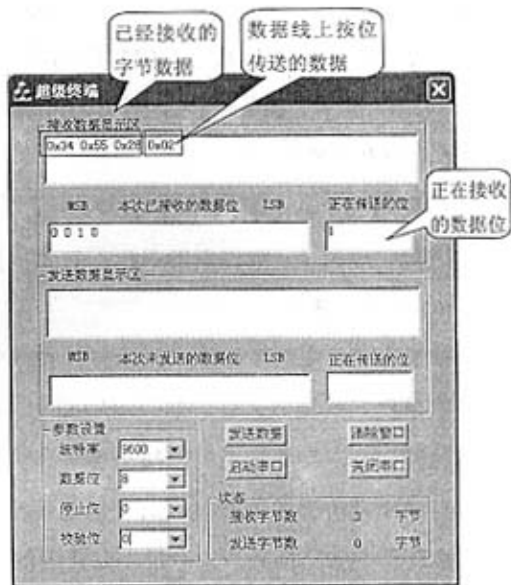 已经接收的
字节数据
数据线上按位
传送的数据
超级终端
接收数据显示区
0x34 0x55 0x28 0x02
MSB 本次已接收的数据位 LSB 正在传送的位
0 0 1 0
1
正在接收
的数据位
发送数据显示区
MSB 本次未发送的数据位 LSB 正在传送的位
参数设置
波特率 9600
数据位 8
停止位 0
校验位 0
发送数据 清除窗口
启动串口 关闭串口
状态
接收字节数 3 字节
发送字节数 0 字节